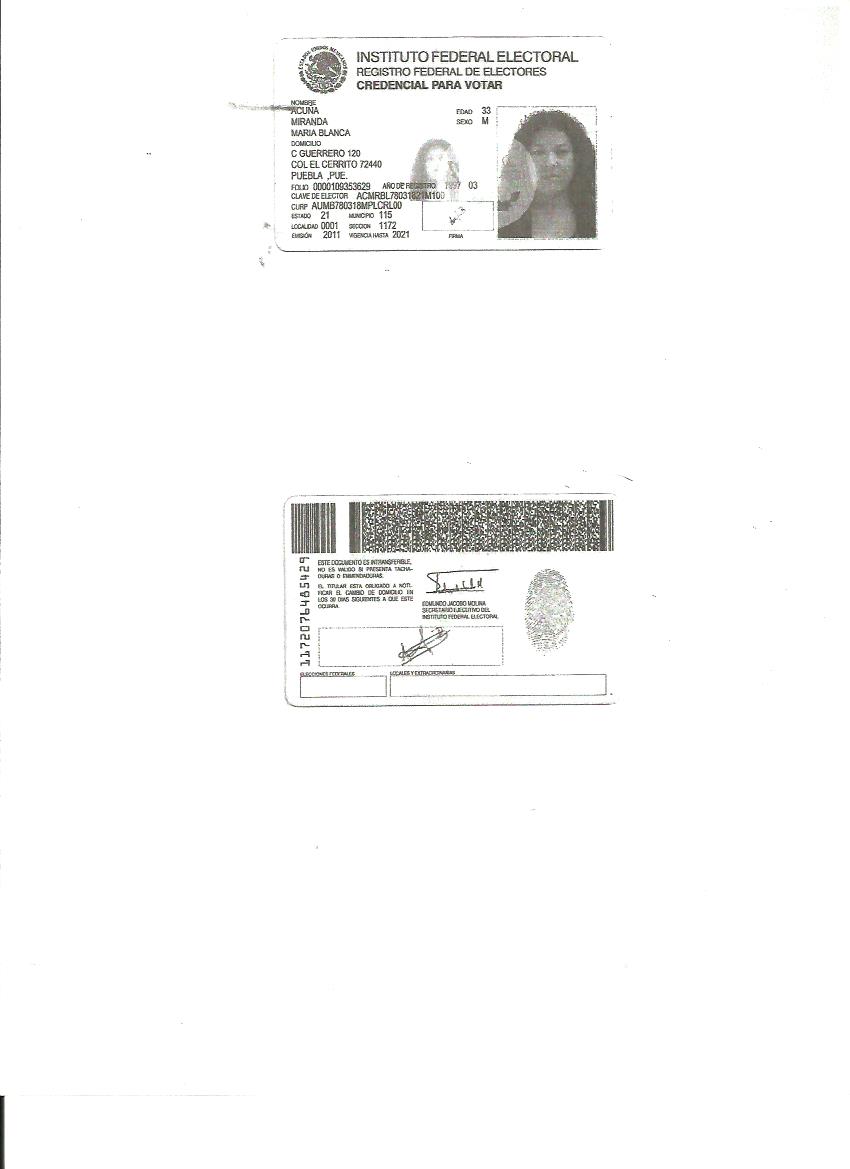 ESTADOS UNIDOS MEXICANOS
INSTITUTO FEDERAL ELECTORAL
REGISTRO FEDERAL DE ELECTORES
CREDENCIAL PARA VOTAR
NOMBRE
ACUÑA
MIRANDA
MARIA BLANCA
EDAD 33
SEXO M
DOMICILIO
C GUERRERO 120
COL EL CERRITO 72440
PUEBLA ,PUE.
FOLIO 0000109353629 AÑO DE REGISTRO 1997 03
CLAVE DE ELECTOR ACMRBL78031821M100
CURP AUMB780318MPLCRL00
ESTADO 21 MUNICIPIO 115
LOCALIDAD 0001 SECCION 1172
EMISIÓN 2011 VIGENCIA HASTA 2021 FIRMA
ESTE DOCUMENTO ES INTRANSFERIBLE,
NO ES VALIDO SI PRESENTA TACHA-
DURAS O ENMENDADURAS.
EL TITULAR ESTA OBLIGADO A NOTI-
FICAR EL CAMBIO DE DOMICILIO EN
LOS 30 DIAS SIGUIENTES A QUE ESTE
OCURRA.
EDMUNDO JACOBO MOLINA
SECRETARIO EJECUTIVO DEL
INSTITUTO FEDERAL ELECTORAL
ELECCIONES FEDERALES
LOCALES Y EXTRAORDINARIAS